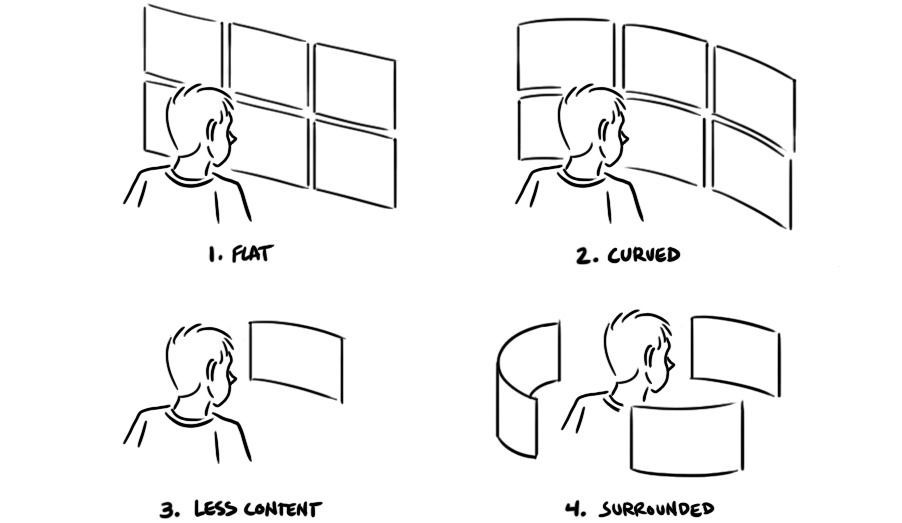 1. FLAT
2. CURVED
3. LESS CONTENT
4. SURROUNDED